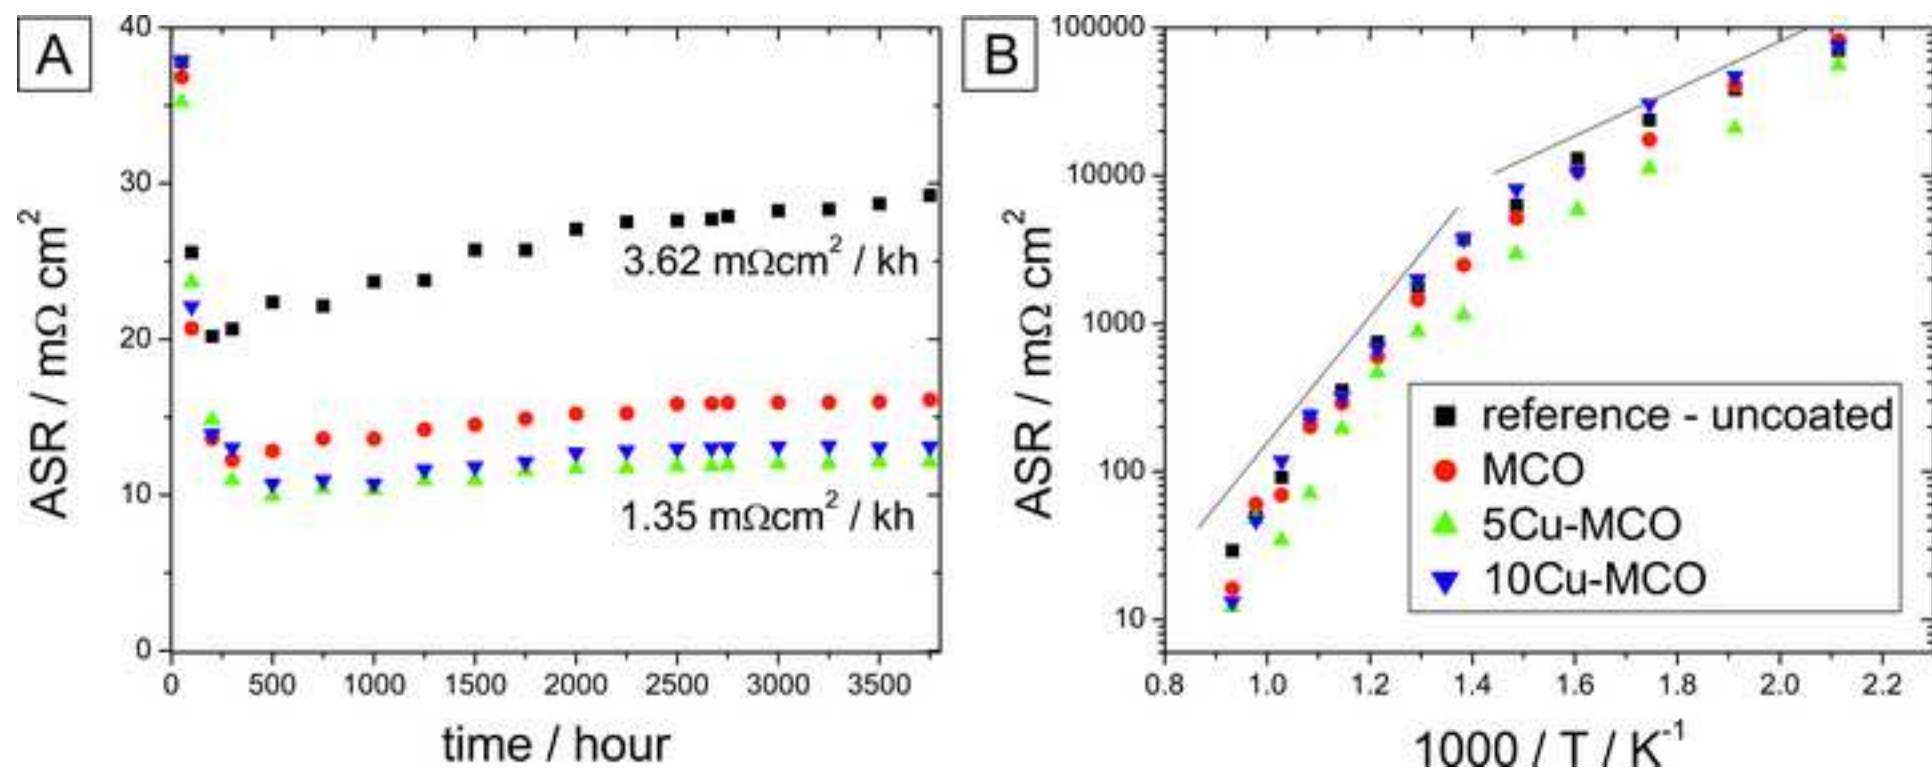 A
40
30
20
10
0
0 500 1000 1500 2000 2500 3000 3500
ASR / mΩ cm²
time / hour
3.62 mΩcm² / kh
1.35 mΩcm² / kh
B
100000
10000
1000
100
10
0.8 1.0 1.2 1.4 1.6 1.8 2.0 2.2
ASR / mΩ cm²
1000 / T / K⁻¹
reference - uncoated
MCO
5Cu-MCO
10Cu-MCO